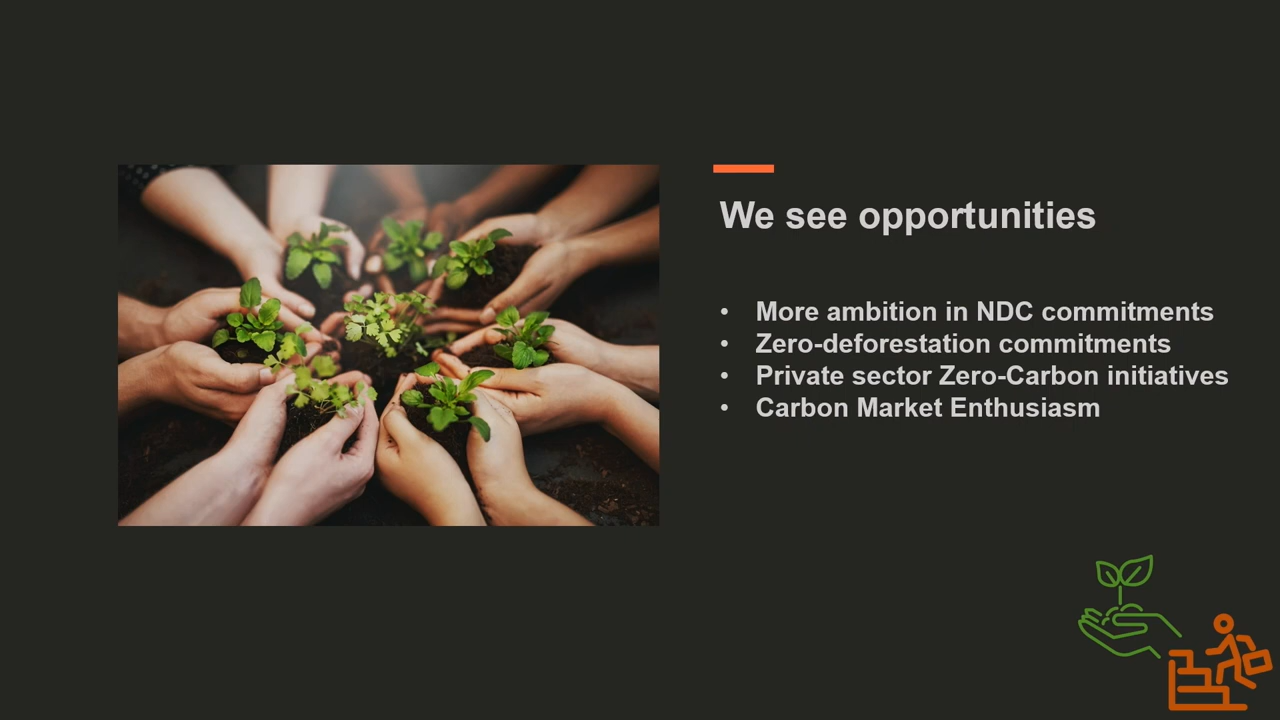 We see opportunities
• More ambition in NDC commitments
• Zero-deforestation commitments
• Private sector Zero-Carbon initiatives
• Carbon Market Enthusiasm